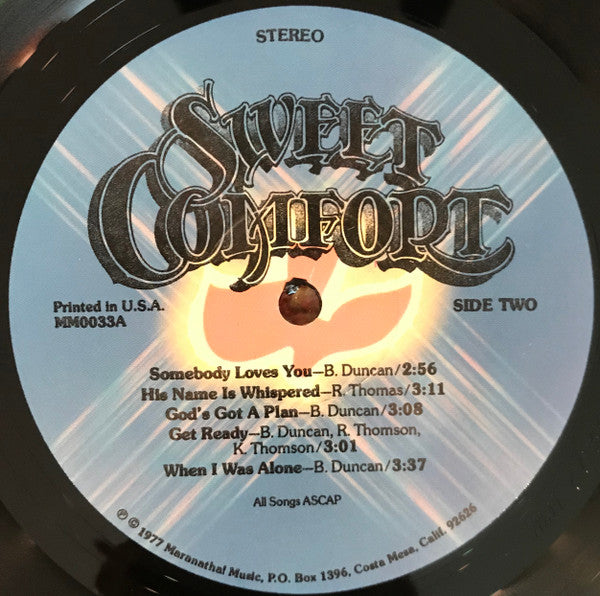 STEREO
SWEET
COMFORT
Printed in U.S.A.
MM0033A
SIDE TWO
Somebody Loves You—B. Duncan/2:56
His Name Is Whispered—R. Thomas/3:11
God's Got A Plan—B. Duncan/3:08
Get Ready—B. Duncan, R. Thomson,
K. Thomson/3:01
When I Was Alone—B. Duncan/3:37
All Songs ASCAP
℗ © 1977 Maranatha! Music, P.O. Box 1396, Costa Mesa, Calif. 92626